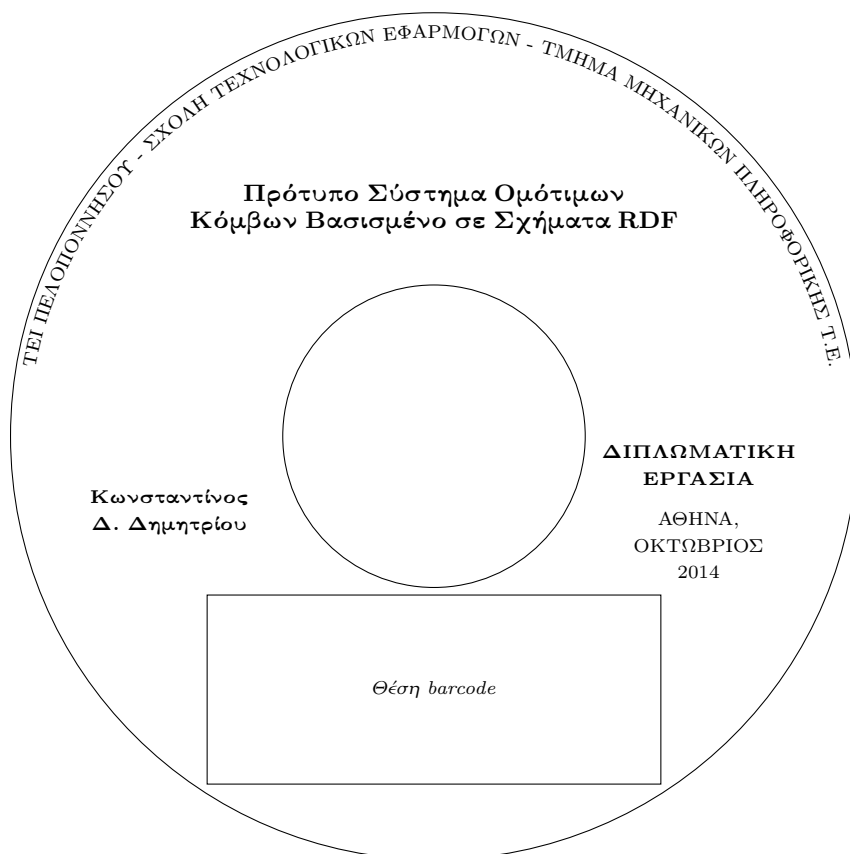 ΤΕΙ ΠΕΛΟΠΟΝΝΗΣΟΥ - ΣΧΟΛΗ ΤΕΧΝΟΛΟΓΙΚΩΝ ΕΦΑΡΜΟΓΩΝ - ΤΜΗΜΑ ΜΗΧΑΝΙΚΩΝ ΠΛΗΡΟΦΟΡΙΚΗΣ Τ.Ε.
Πρότυπο Σύστημα Ομότιμων
Κόμβων Βασισμένο σε Σχήματα RDF
Κωνσταντίνος
Δ. Δημητρίου
ΔΙΠΛΩΜΑΤΙΚΗ
ΕΡΓΑΣΙΑ
ΑΘΗΝΑ,
ΟΚΤΩΒΡΙΟΣ
2014
Θέση barcode